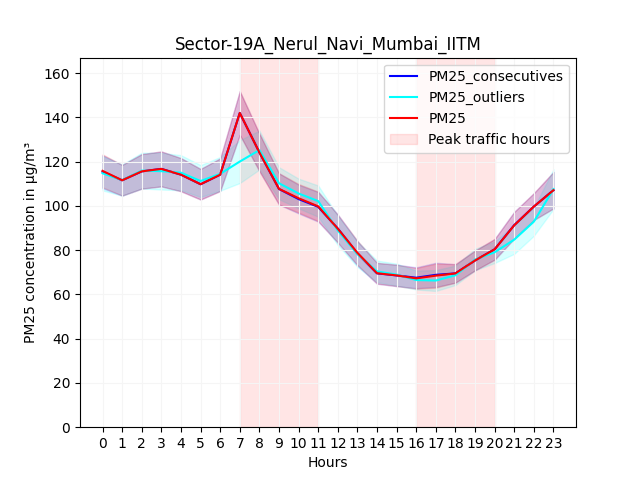 Sector-19A_Nerul_Navi_Mumbai_IITM
PM25_consecutives
PM25_outliers
PM25
Peak traffic hours
PM25 concentration in µg/m³
160
140
120
100
80
60
40
20
0
0 1 2 3 4 5 6 7 8 9 10 11 12 13 14 15 16 17 18 19 20 21 22 23
Hours